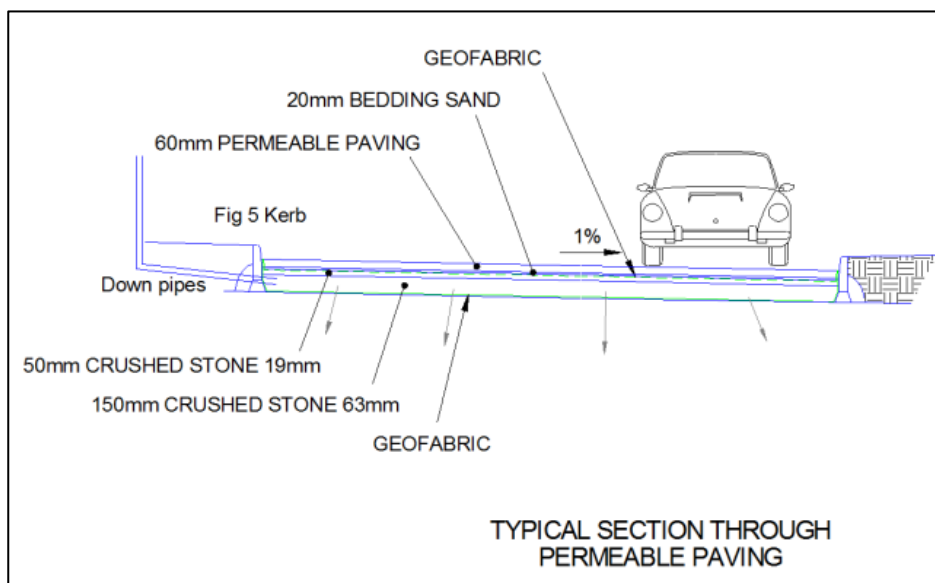 GEOFABRIC
20mm BEDDING SAND
60mm PERMEABLE PAVING
Fig 5 Kerb
1%
Down pipes
50mm CRUSHED STONE 19mm
150mm CRUSHED STONE 63mm
GEOFABRIC
TYPICAL SECTION THROUGH
PERMEABLE PAVING